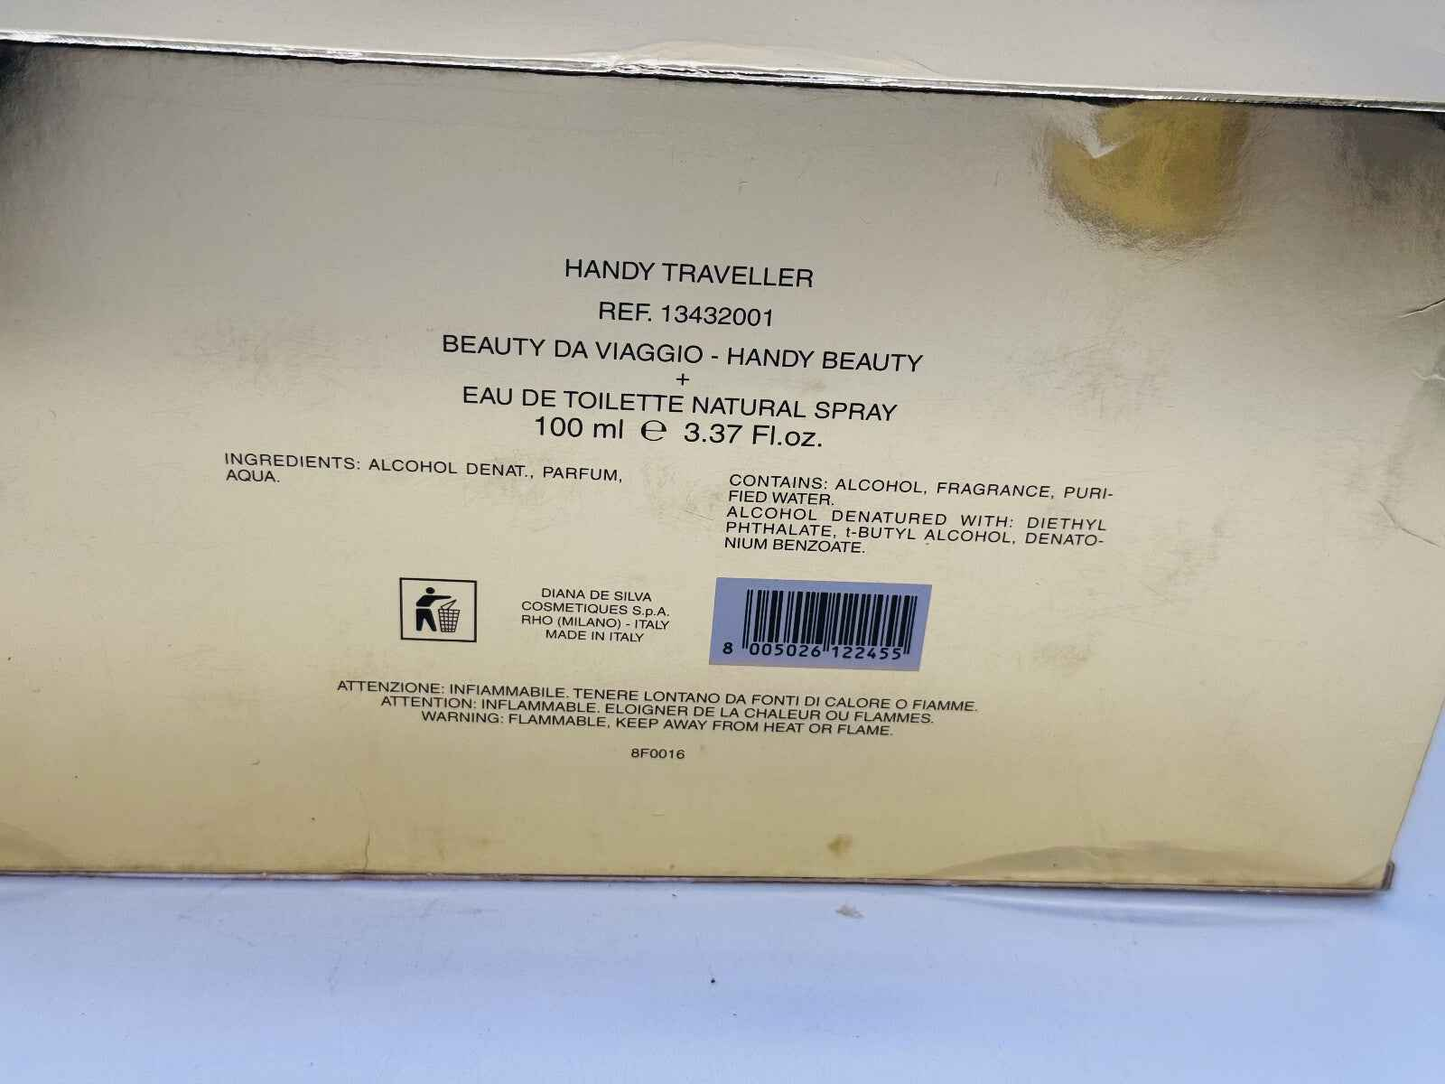 HANDY TRAVELLER
REF. 13432001
BEAUTY DA VIAGGIO - HANDY BEAUTY
+
EAU DE TOILETTE NATURAL SPRAY
100 ml ℮ 3.37 Fl.oz.
INGREDIENTS: ALCOHOL DENAT., PARFUM,
AQUA.
CONTAINS: ALCOHOL, FRAGRANCE, PURI-
FIED WATER.
ALCOHOL DENATURED WITH: DIETHYL
PHTHALATE, t-BUTYL ALCOHOL, DENATO-
NIUM BENZOATE.
DIANA DE SILVA
COSMETIQUES S.p.A.
RHO (MILANO) - ITALY
MADE IN ITALY
8 005026 122455
ATTENZIONE: INFIAMMABILE. TENERE LONTANO DA FONTI DI CALORE O FIAMME.
ATTENTION: INFLAMMABLE. ELOIGNER DE LA CHALEUR OU FLAMMES.
WARNING: FLAMMABLE, KEEP AWAY FROM HEAT OR FLAME.
8F0016